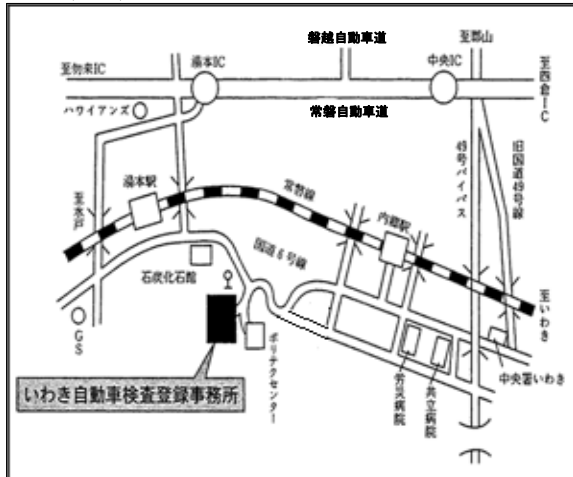 磐越自動車道
至郡山
湯本IC
中央IC
至勿来IC
至四倉IC
ハワイアンズ
常磐自動車道
旧国道49号線
49号バイパス
湯本駅
常磐線
至水戸
内郷駅
国道6号線
石炭化石館
至いわき
GS
ポリテクセンター
労災病院
共立病院
中央署いわき
いわき自動車検査登録事務所